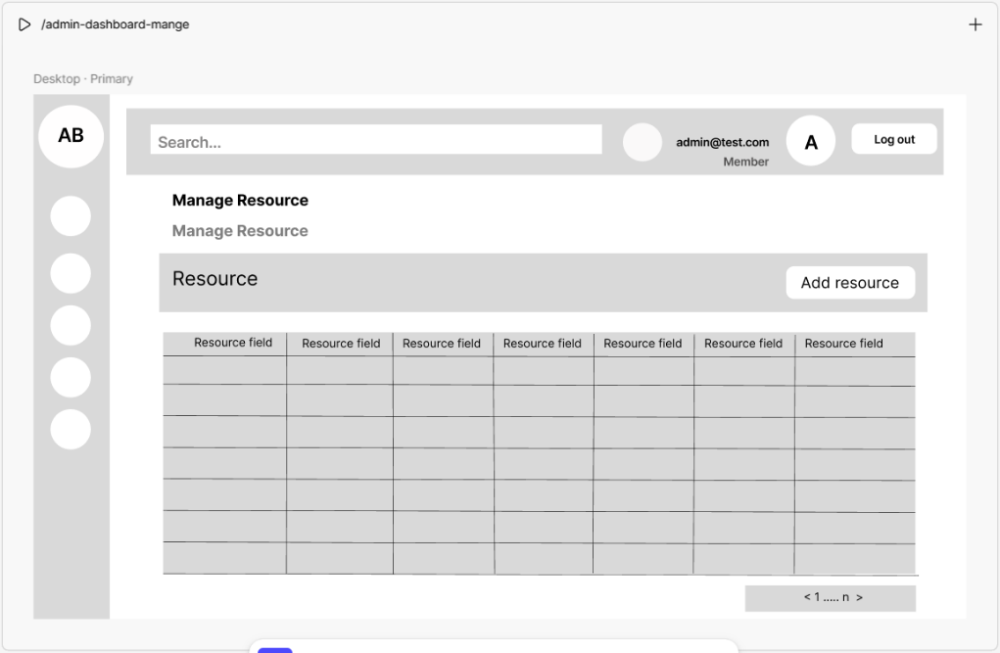 /admin-dashboard-mange
Desktop · Primary
AB
Search...
admin@test.com
Member
A
Log out
Manage Resource
Manage Resource
Resource
Add resource
Resource field Resource field Resource field Resource field Resource field Resource field Resource field
< 1 ..... n >